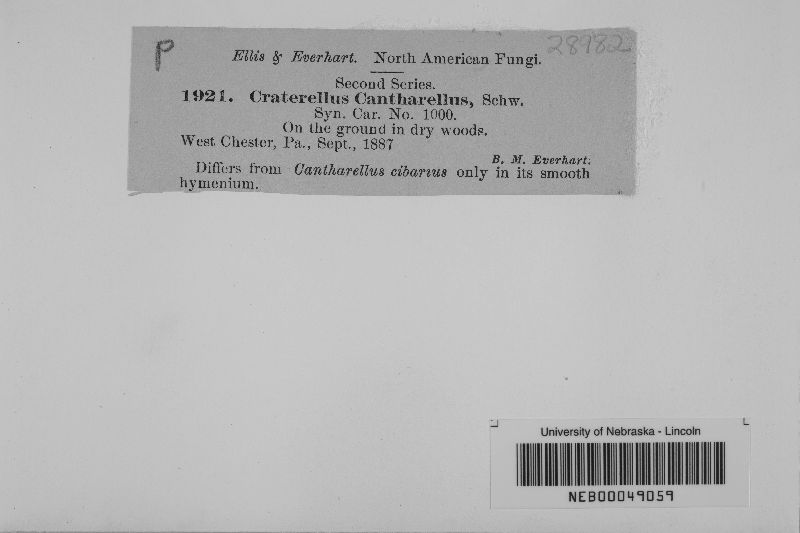 P
289822
Ellis & Everhart. North American Fungi.
Second Series.
1921. Craterellus Cantharellus, Schw.
Syn. Car. No. 1000.
On the ground in dry woods.
West Chester, Pa., Sept., 1887
B. M. Everhart.
Differs from Cantharellus cibarius only in its smooth
hymenium.
University of Nebraska - Lincoln
NEB00049059